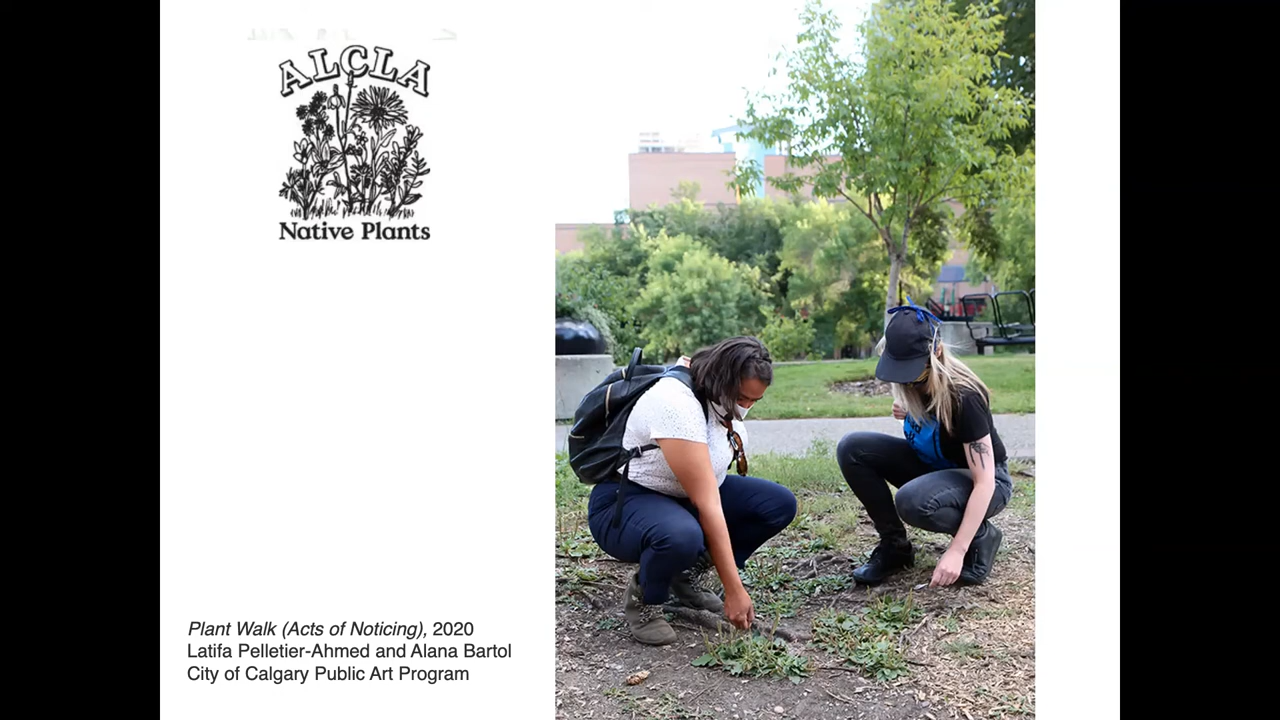 ALCLA
Native Plants
Plant Walk (Acts of Noticing), 2020
Latifa Pelletier-Ahmed and Alana Bartol
City of Calgary Public Art Program